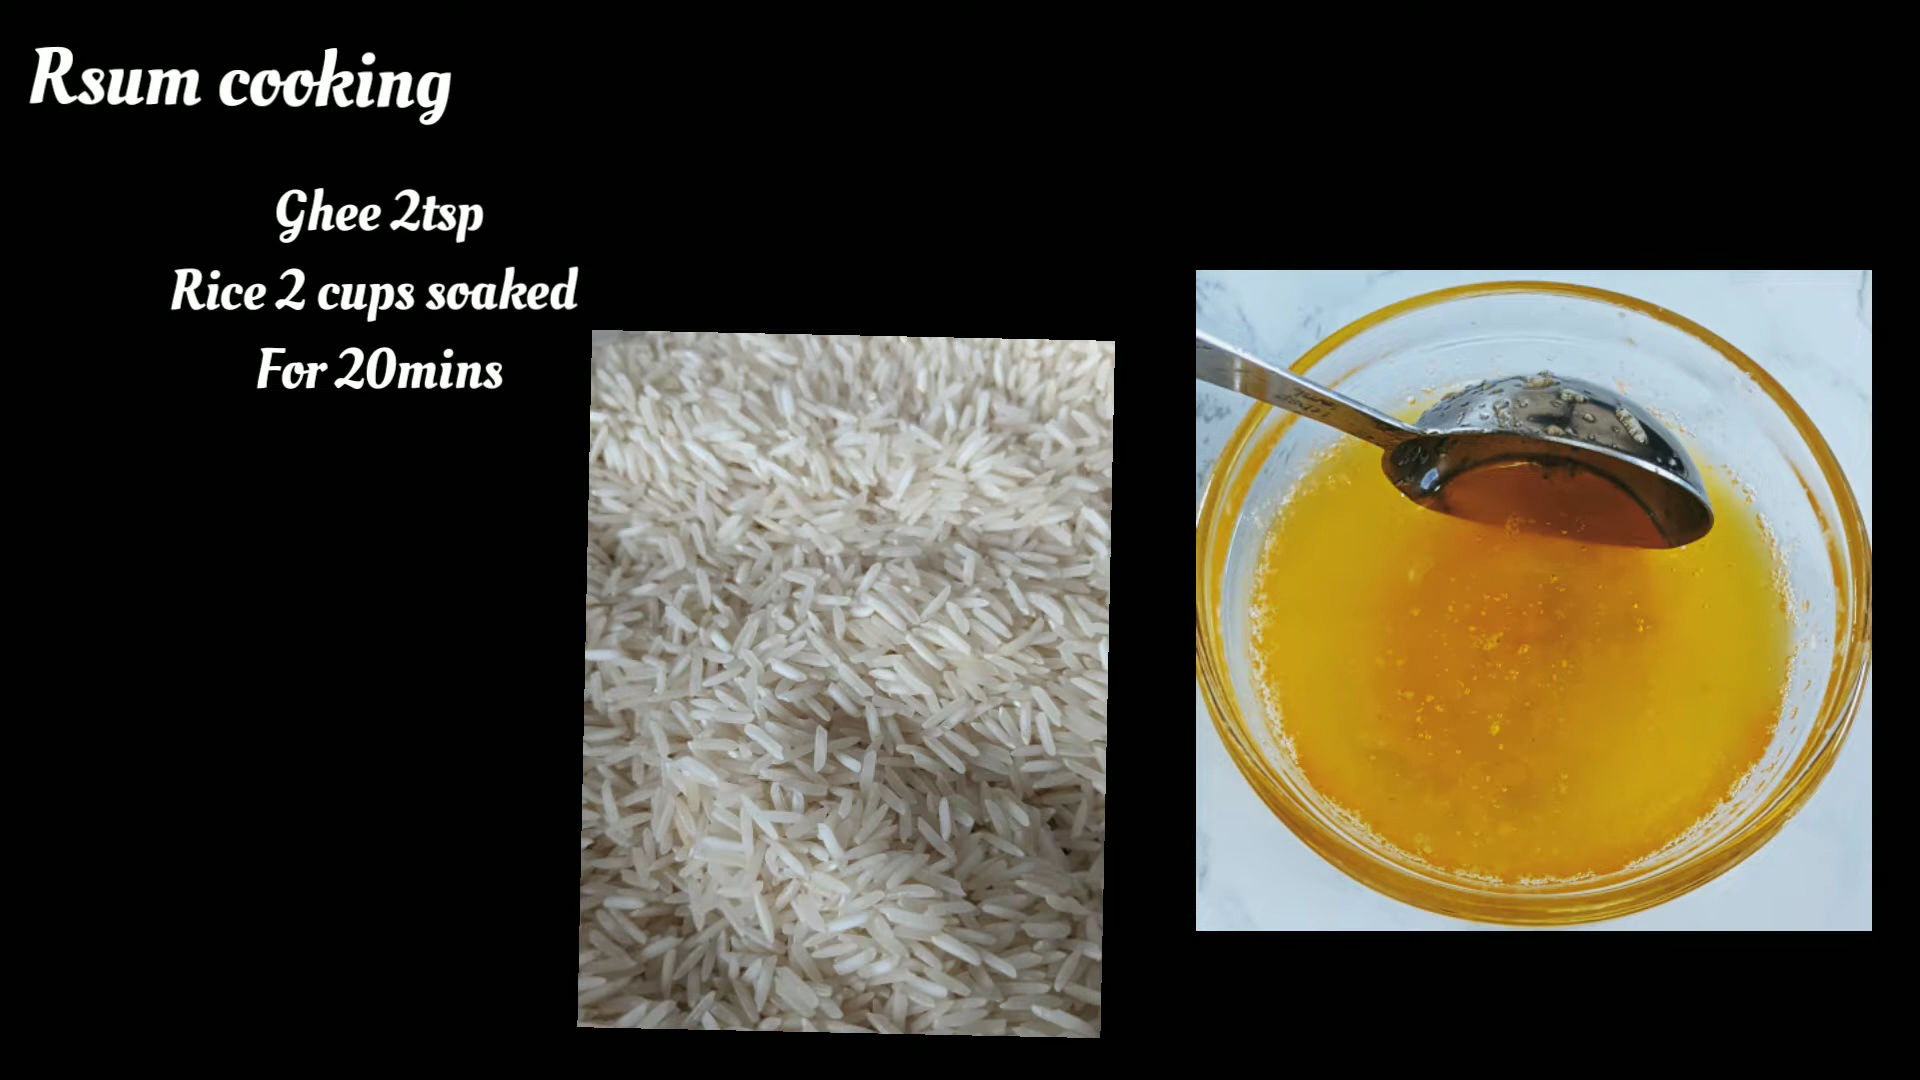 Rsum cooking
Ghee 2tsp
Rice 2 cups soaked
For 20mins